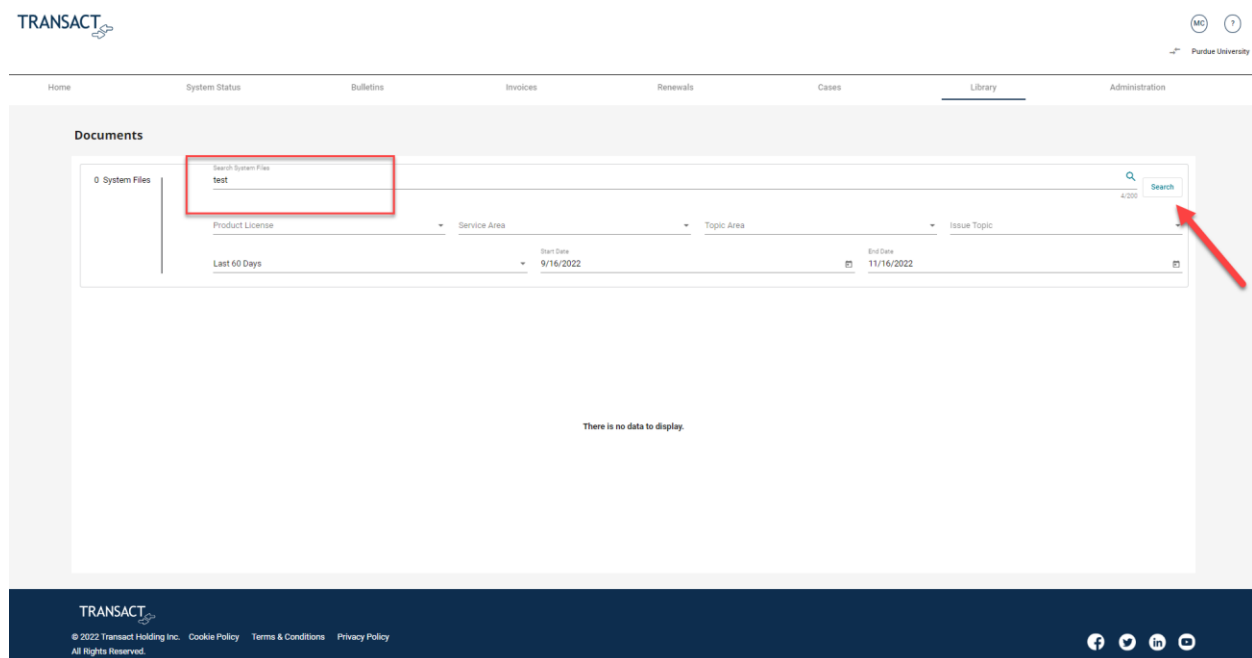 TRANSACT
MC ?
Purdue University
Home System Status Bulletins Invoices Renewals Cases Library Administration
Documents
0 System Files
Search System Files
test
Search
4/200
Product License Service Area Topic Area Issue Topic
Start Date End Date
Last 60 Days 9/16/2022 11/16/2022
There is no data to display.
TRANSACT
© 2022 Transact Holding Inc. Cookie Policy Terms & Conditions Privacy Policy
All Rights Reserved.